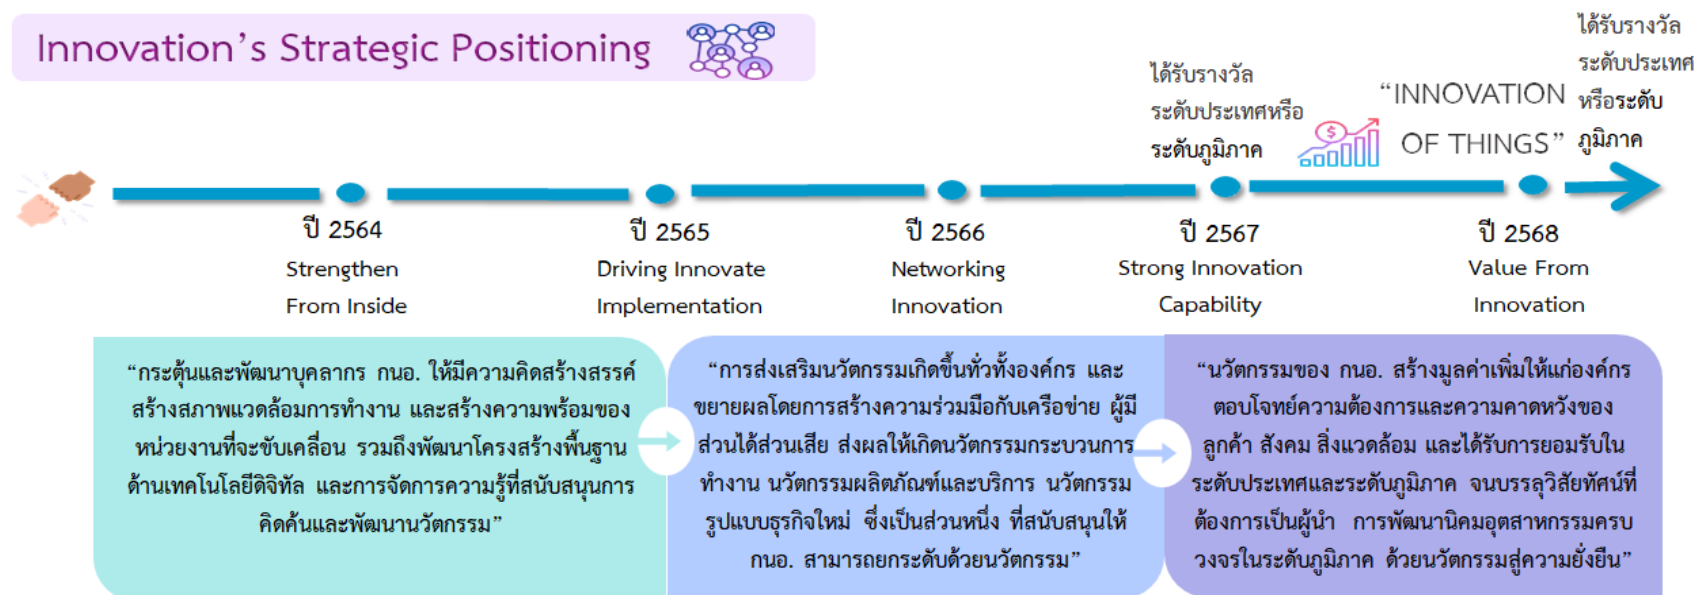 Innovation's Strategic Positioning
ได้รับรางวัล
ระดับประเทศหรือ
ระดับภูมิภาค
"INNOVATION
OF THINGS"
ได้รับรางวัล
ระดับประเทศ
หรือระดับ
ภูมิภาค
ปี 2564
Strengthen
From Inside
ปี 2565
Driving Innovate
Implementation
ปี 2566
Networking
Innovation
ปี 2567
Strong Innovation
Capability
ปี 2568
Value From
Innovation
"กระตุ้นและพัฒนาบุคลากร กนอ. ให้มีความคิดสร้างสรรค์
สร้างสภาพแวดล้อมการทำงาน และสร้างความพร้อมของ
หน่วยงานที่จะขับเคลื่อน รวมถึงพัฒนาโครงสร้างพื้นฐาน
ด้านเทคโนโลยีดิจิทัล และการจัดการความรู้ที่สนับสนุนการ
คิดค้นและพัฒนานวัตกรรม"
"การส่งเสริมนวัตกรรมเกิดขึ้นทั่วทั้งองค์กร และ
ขยายผลโดยการสร้างความร่วมมือกับเครือข่าย ผู้มี
ส่วนได้ส่วนเสีย ส่งผลให้เกิดนวัตกรรมกระบวนการ
ทำงาน นวัตกรรมผลิตภัณฑ์และบริการ นวัตกรรม
รูปแบบธุรกิจใหม่ ซึ่งเป็นส่วนหนึ่ง ที่สนับสนุนให้
กนอ. สามารถยกระดับด้วยนวัตกรรม"
"นวัตกรรมของ กนอ. สร้างมูลค่าเพิ่มให้แก่องค์กร
ตอบโจทย์ความต้องการและความคาดหวังของ
ลูกค้า สังคม สิ่งแวดล้อม และได้รับการยอมรับใน
ระดับประเทศและระดับภูมิภาค จนบรรลุวิสัยทัศน์ที่
ต้องการเป็นผู้นำ การพัฒนานิคมอุตสาหกรรมครบ
วงจรในระดับภูมิภาค ด้วยนวัตกรรมสู่ความยั่งยืน"